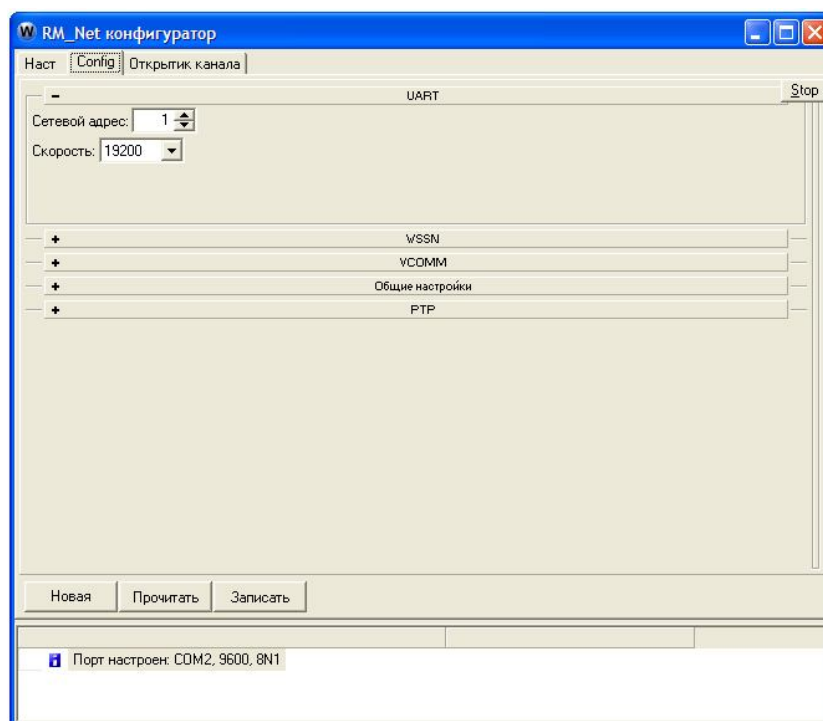 RM_Net конфигуратор
Наст Config Открытик канала
UART Stop
Сетевой адрес: 1
Скорость: 19200
WSSN
VCOMM
Общие настройки
PTP
Новая Прочитать Записать
Порт настроен: COM2, 9600, 8N1